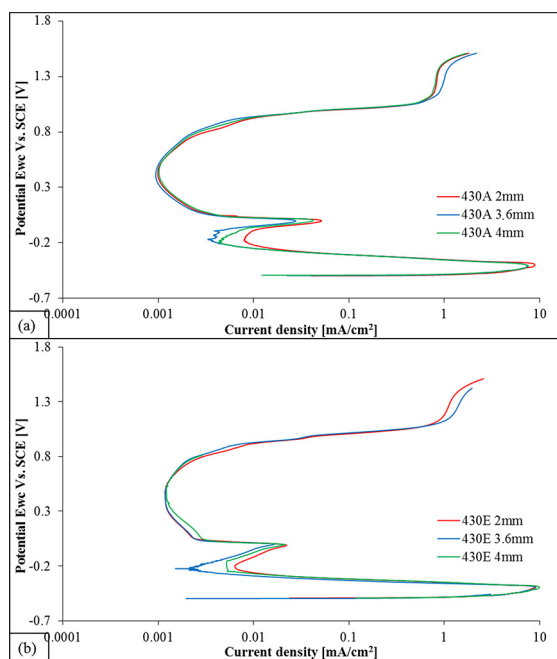 1.8
1.3
0.8
0.3
-0.2
-0.7
Potential Ewc Vs. SCE [V]
430A 2mm
430A 3.6mm
430A 4mm
0.0001 0.001 0.01 0.1 1 10
(a)
Current density [mA/cm²]
1.8
1.3
0.8
0.3
-0.2
-0.7
Potential Ewc Vs. SCE [V]
430E 2mm
430E 3.6mm
430E 4mm
0.0001 0.001 0.01 0.1 1 10
(b)
Current density [mA/cm²]